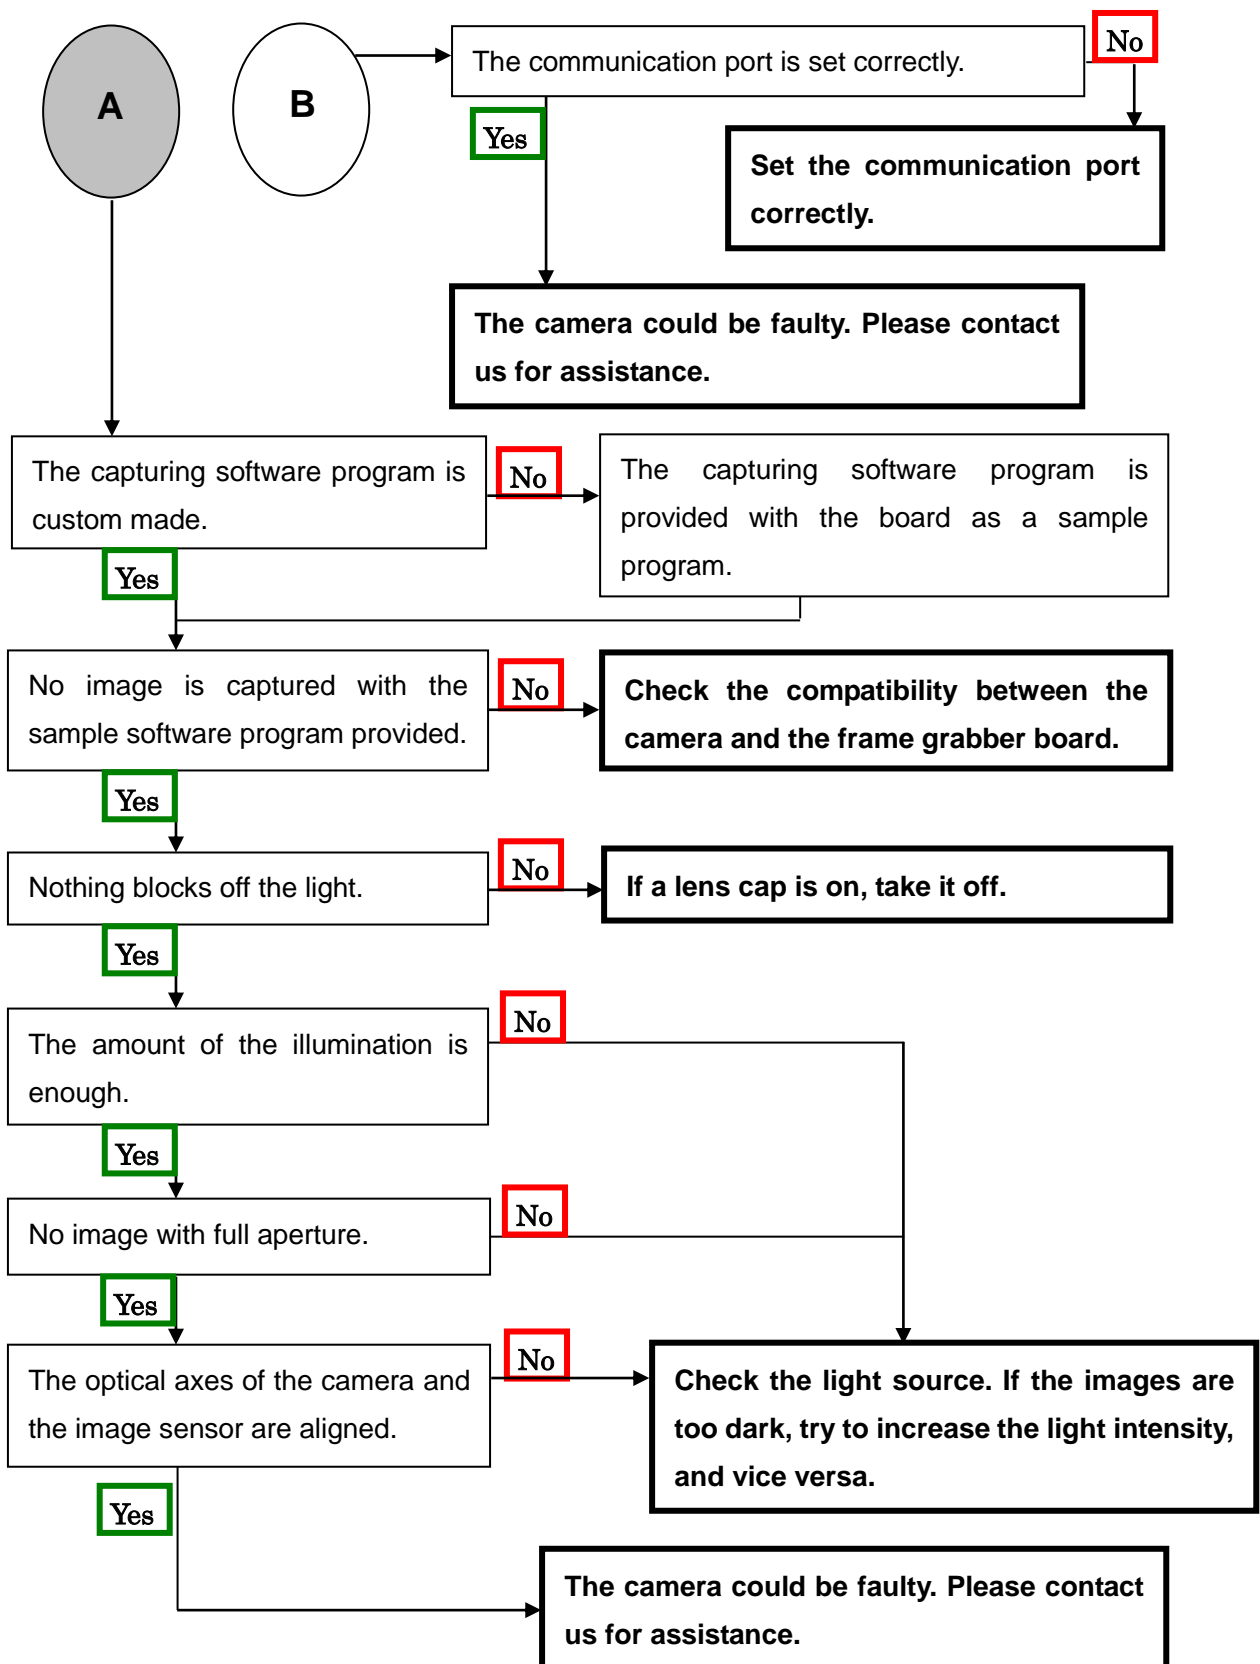 A
B
The communication port is set correctly.
No
Yes
Set the communication port
correctly.
The camera could be faulty. Please contact
us for assistance.
The capturing software program is
custom made.
No
The capturing software program is
provided with the board as a sample
program.
Yes
No image is captured with the
sample software program provided.
No
Check the compatibility between the
camera and the frame grabber board.
Yes
Nothing blocks off the light.
No
If a lens cap is on, take it off.
Yes
The amount of the illumination is
enough.
No
Yes
No image with full aperture.
No
Yes
The optical axes of the camera and
the image sensor are aligned.
No
Check the light source. If the images are
too dark, try to increase the light intensity,
and vice versa.
Yes
The camera could be faulty. Please contact
us for assistance.